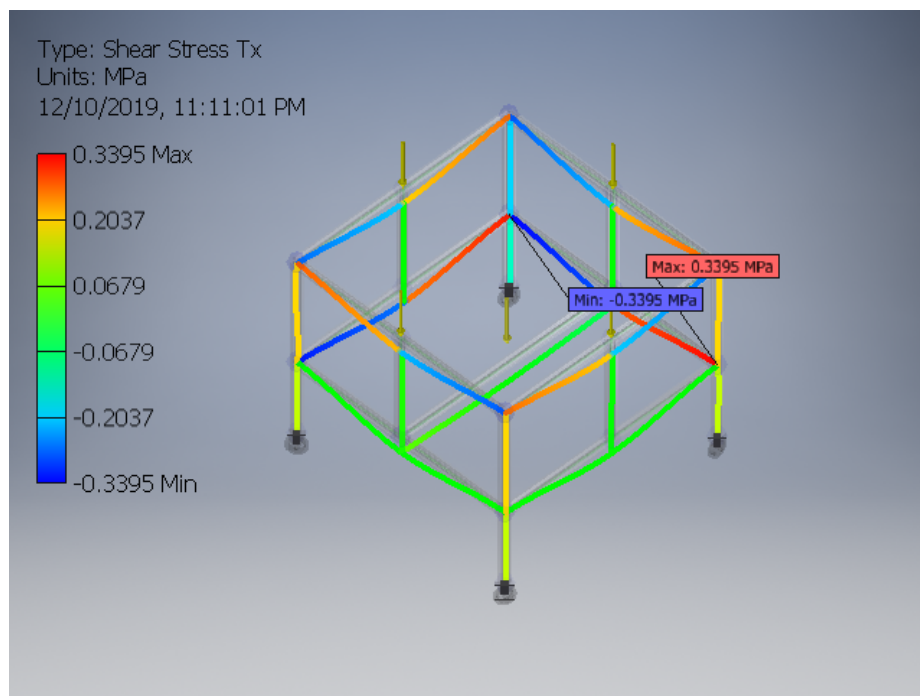 Type: Shear Stress Tx
Units: MPa
12/10/2019, 11:11:01 PM
0.3395 Max
0.2037
0.0679
-0.0679
-0.2037
-0.3395 Min
Max: 0.3395 MPa
Min: -0.3395 MPa